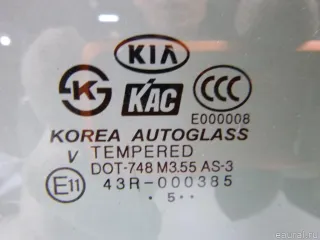 KIA
K KAC CCC
E000008
KOREA AUTOGLASS
V TEMPERED
DOT-748 M3.55 AS-3
E11 43R-000385
· 5 · ·